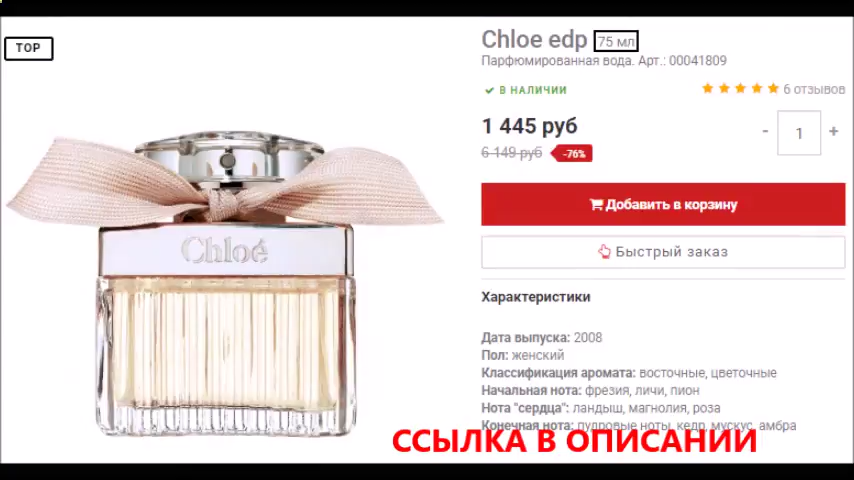 TOP
Chloe edp 75 мл
Парфюмированная вода. Арт.: 00041809
В НАЛИЧИИ
6 отзывов
1 445 руб
- 1 +
6 149 руб -76%
Добавить в корзину
Быстрый заказ
Chloé
Характеристики
Дата выпуска: 2008
Пол: женский
Классификация аромата: восточные, цветочные
Начальная нота: фрезия, личи, пион
Нота "сердца": ландыш, магнолия, роза
Конечная нота: пудровые ноты, кедр, мускус, амбра
ССЫЛКА В ОПИСАНИИ